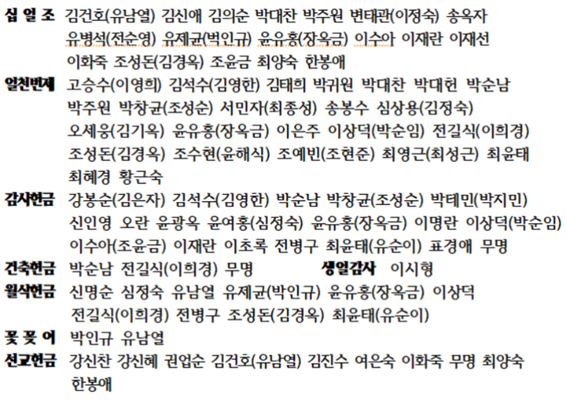 십 일 조 김건호(유남열) 김신애 김의순 박대찬 박주원 변태관(이정숙) 송옥자
유병석(전순영) 유제균(벅인규) 윤유홍(장옥금) 이수아 이재란 이재선
이화죽 조성돈(김경옥) 조윤금 최양숙 한봉애
일천번제 고승수(이영희) 김석수(김영한) 김태희 박귀원 박대찬 박대헌 박순남
박주원 박창균(조성순) 서민자(최종성) 송봉수 심상용(김정숙)
오세웅(김기옥) 윤유홍(장옥금) 이은주 이상덕(박순임) 전길식(이희경)
조성돈(김경옥) 조수현(윤해식) 조예빈(조현준) 최영근(최성근) 최윤태
최혜경 황근숙
감사헌금 강봉순(김은자) 김석수(김영한) 박순남 박창균(조성순) 박테민(박지민)
신인영 오란 윤광옥 윤여홍(심정숙) 윤유홍(장옥금) 이명란 이상덕(박순임)
이수아(조윤금) 이재란 이초록 전병구 최윤태(유순이) 표경애 무명
건축헌금 박순남 전길식(이희경) 무명 생일감사 이시형
월삭헌금 신명순 심정숙 유남열 유제균(박인규) 윤유홍(장옥금) 이상덕
전길식(이희경) 전병구 조성돈(김경옥) 최윤태(유순이)
꽃 꽂 이 박인규 유남열
선교헌금 강신찬 강신혜 권업순 김건호(유남열) 김진수 여은숙 이화죽 무명 최양숙
한봉애